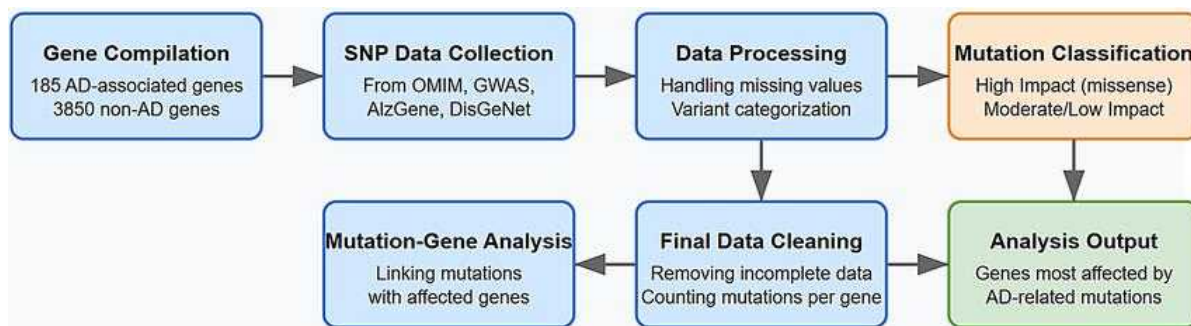 Gene Compilation
185 AD-associated genes
3850 non-AD genes
SNP Data Collection
From OMIM, GWAS,
AlzGene, DisGeNet
Data Processing
Handling missing values
Variant categorization
Mutation Classification
High Impact (missense)
Moderate/Low Impact
Mutation-Gene Analysis
Linking mutations
with affected genes
Final Data Cleaning
Removing incomplete data
Counting mutations per gene
Analysis Output
Genes most affected by
AD-related mutations